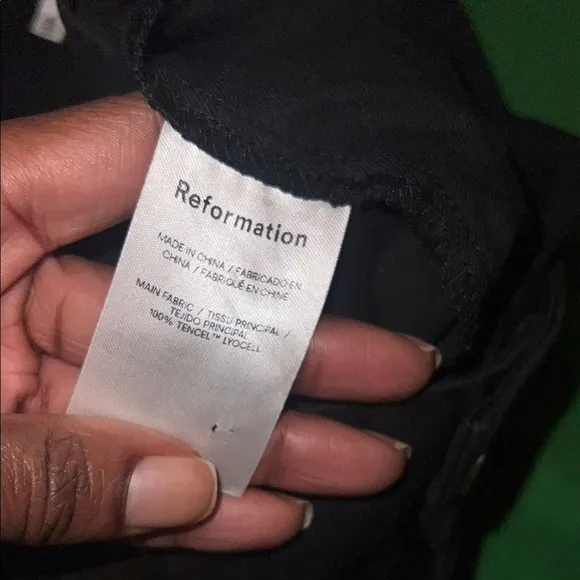 Reformation
MADE IN CHINA / FABRICADO EN
CHINA / FABRIQUÉ EN CHINE
MAIN FABRIC / TISSU PRINCIPAL /
TEJIDO PRINCIPAL
100% TENCEL™ LYOCELL